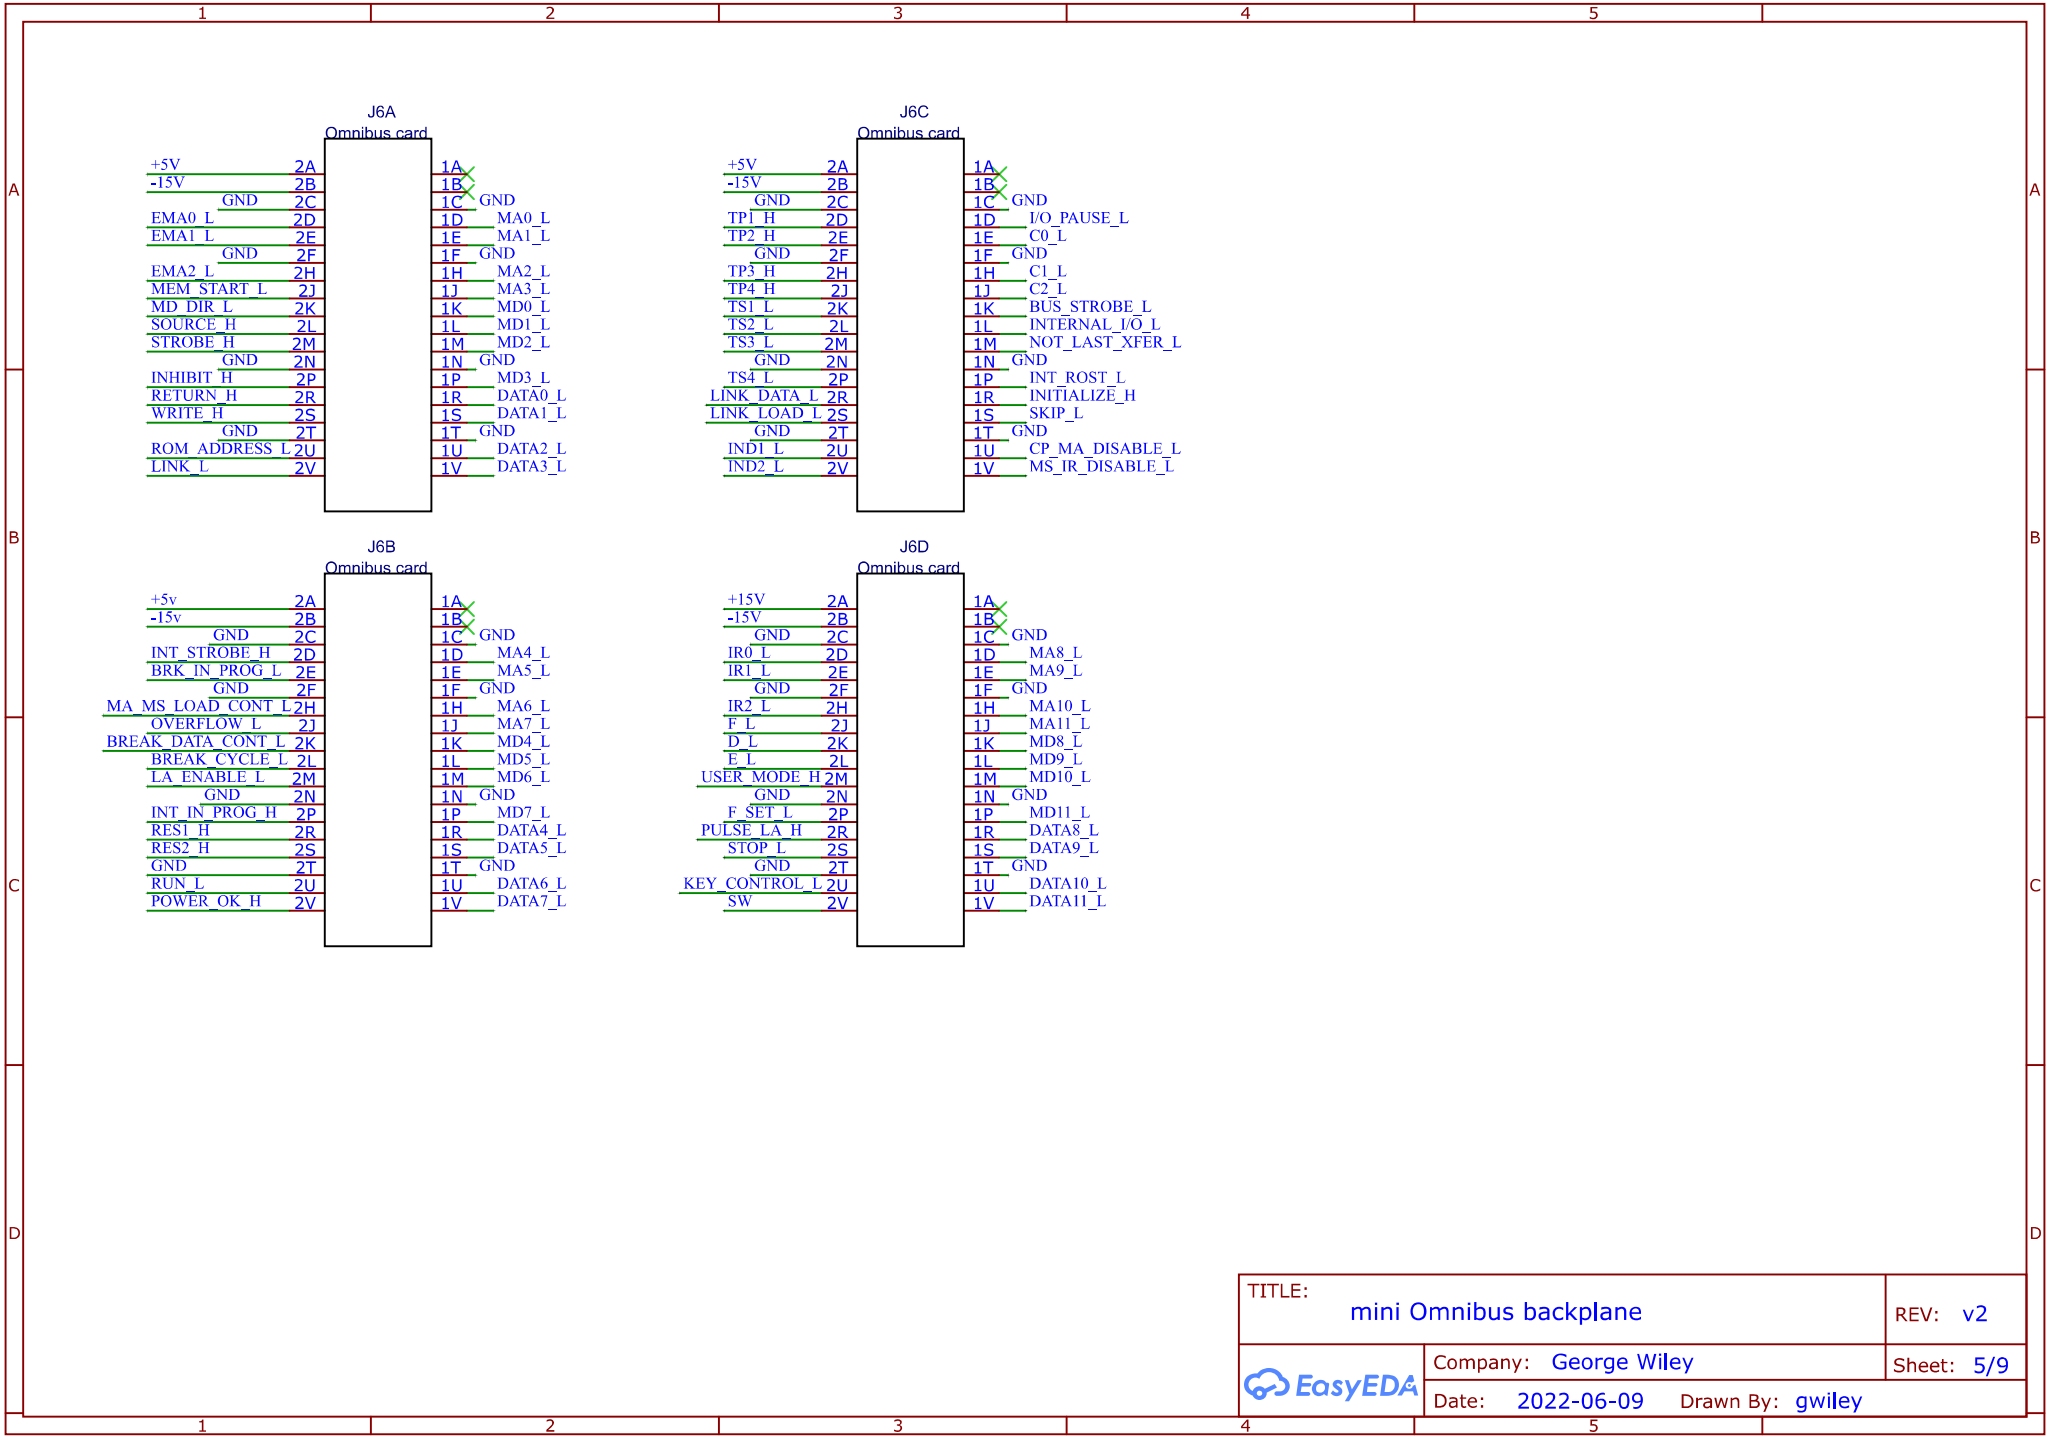 1 2 3 4 5
A A
B B
C C
D D
J6A
Omnibus card
+5V 2A 1A
-15V 2B 1B
GND 2C 1C GND
EMA0_L 2D 1D MA0_L
EMA1_L 2E 1E MA1_L
GND 2F 1F GND
EMA2_L 2H 1H MA2_L
MEM_START_L 2J 1J MA3_L
MD_DIR_L 2K 1K MD0_L
SOURCE_H 2L 1L MD1_L
STROBE_H 2M 1M MD2_L
GND 2N 1N GND
INHIBIT_H 2P 1P MD3_L
RETURN_H 2R 1R DATA0_L
WRITE_H 2S 1S DATA1_L
GND 2T 1T GND
ROM_ADDRESS_L 2U 1U DATA2_L
LINK_L 2V 1V DATA3_L
J6C
Omnibus card
+5V 2A 1A
-15V 2B 1B
GND 2C 1C GND
TP1_H 2D 1D I/O_PAUSE_L
TP2_H 2E 1E C0_L
GND 2F 1F GND
TP3_H 2H 1H C1_L
TP4_H 2J 1J C2_L
TS1_L 2K 1K BUS_STROBE_L
TS2_L 2L 1L INTERNAL_I/O_L
TS3_L 2M 1M NOT_LAST_XFER_L
GND 2N 1N GND
TS4_L 2P 1P INT_ROST_L
LINK_DATA_L 2R 1R INITIALIZE_H
LINK_LOAD_L 2S 1S SKIP_L
GND 2T 1T GND
IND1_L 2U 1U CP_MA_DISABLE_L
IND2_L 2V 1V MS_IR_DISABLE_L
J6B
Omnibus card
+5v 2A 1A
-15v 2B 1B
GND 2C 1C GND
INT_STROBE_H 2D 1D MA4_L
BRK_IN_PROG_L 2E 1E MA5_L
GND 2F 1F GND
MA_MS_LOAD_CONT_L 2H 1H MA6_L
OVERFLOW_L 2J 1J MA7_L
BREAK_DATA_CONT_L 2K 1K MD4_L
BREAK_CYCLE_L 2L 1L MD5_L
LA_ENABLE_L 2M 1M MD6_L
GND 2N 1N GND
INT_IN_PROG_H 2P 1P MD7_L
RES1_H 2R 1R DATA4_L
RES2_H 2S 1S DATA5_L
GND 2T 1T GND
RUN_L 2U 1U DATA6_L
POWER_OK_H 2V 1V DATA7_L
J6D
Omnibus card
+15V 2A 1A
-15V 2B 1B
GND 2C 1C GND
IR0_L 2D 1D MA8_L
IR1_L 2E 1E MA9_L
GND 2F 1F GND
IR2_L 2H 1H MA10_L
F_L 2J 1J MA11_L
D_L 2K 1K MD8_L
E_L 2L 1L MD9_L
USER_MODE_H 2M 1M MD10_L
GND 2N 1N GND
F_SET_L 2P 1P MD11_L
PULSE_LA_H 2R 1R DATA8_L
STOP_L 2S 1S DATA9_L
GND 2T 1T GND
KEY_CONTROL_L 2U 1U DATA10_L
SW 2V 1V DATA11_L
TITLE:
mini Omnibus backplane
REV: v2
EasyEDA
Company: George Wiley
Sheet: 5/9
Date: 2022-06-09 Drawn By: gwiley
1 2 3 4 5